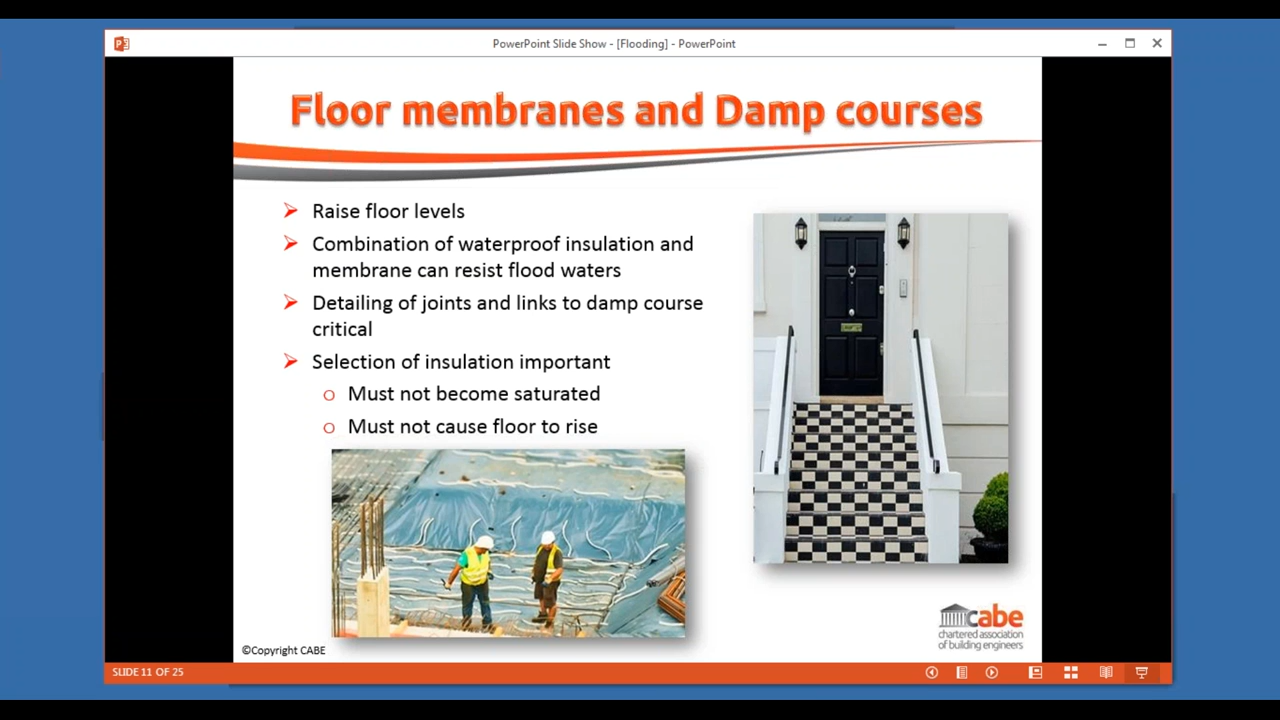 PowerPoint Slide Show - [Flooding] - PowerPoint
Floor membranes and Damp courses
Raise floor levels
Combination of waterproof insulation and
membrane can resist flood waters
Detailing of joints and links to damp course
critical
Selection of insulation important
o Must not become saturated
o Must not cause floor to rise
cabe
chartered association
of building engineers
©Copyright CABE
SLIDE 11 OF 25